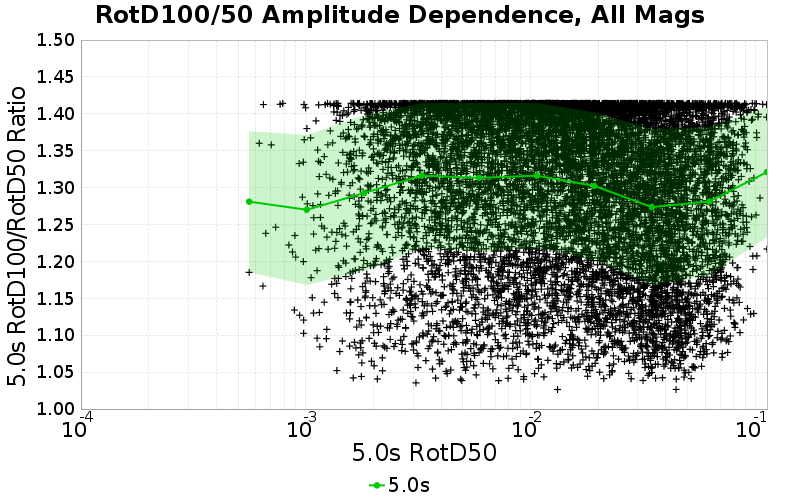 RotD100/50 Amplitude Dependence, All Mags
5.0s RotD100/RotD50 Ratio
1.50
1.45
1.40
1.35
1.30
1.25
1.20
1.15
1.10
1.05
1.00
10^-4 10^-3 10^-2 10^-1
5.0s RotD50
5.0s